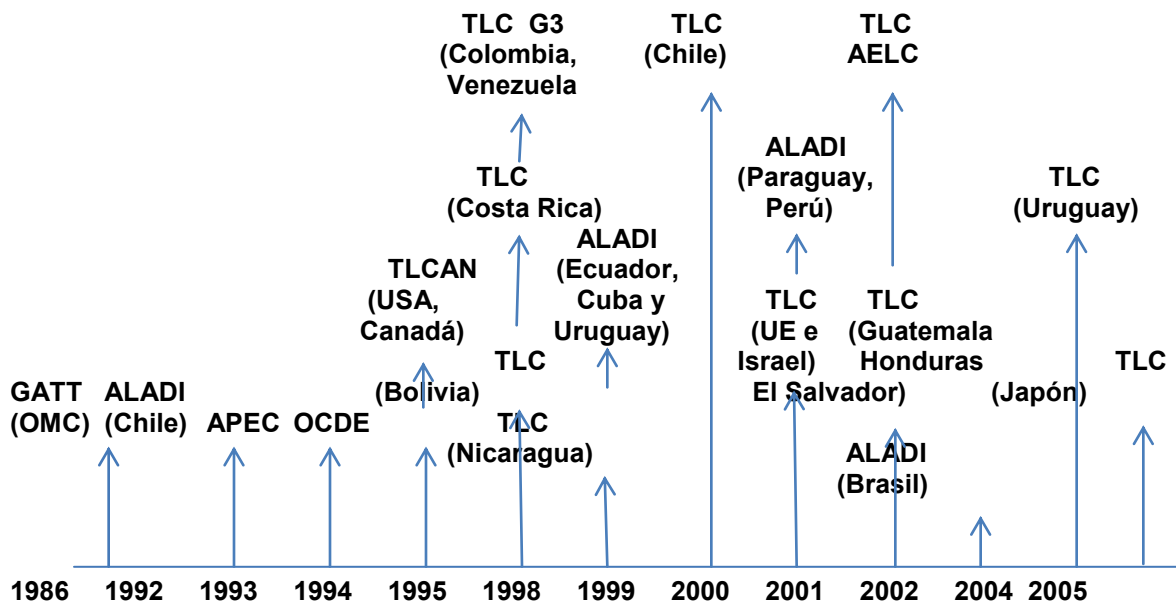 TLC G3
(Colombia,
Venezuela
TLC
(Chile)
TLC
AELC
ALADI
(Paraguay,
Perú)
TLC
(Costa Rica)
TLC
(Uruguay)
ALADI
(Ecuador,
Cuba y
Uruguay)
TLCAN
(USA,
Canadá)
TLC
(UE e
Israel)
TLC
(Guatemala
Honduras
El Salvador)
TLC
(Bolivia)
TLC
(Japón)
GATT
(OMC)
ALADI
(Chile)
APEC
OCDE
TLC
(Nicaragua)
ALADI
(Brasil)
1986 1992 1993 1994 1995 1998 1999 2000 2001 2002 2004 2005